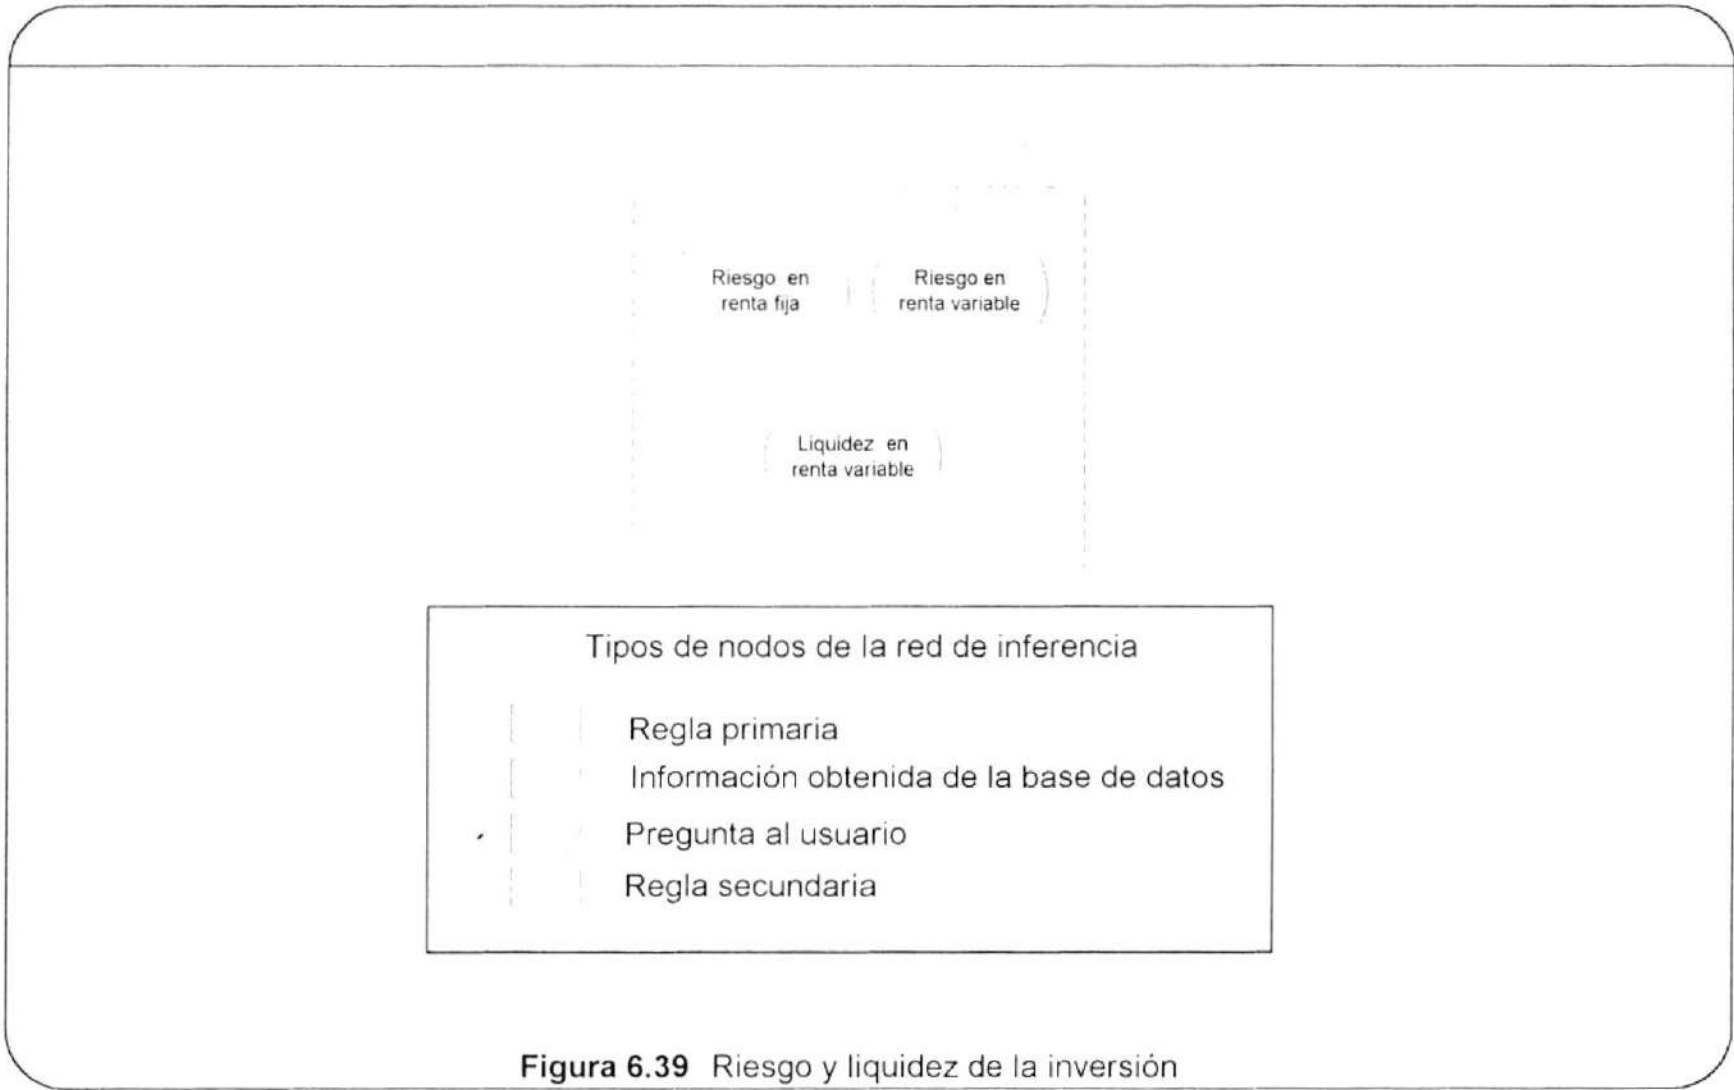 Riesgo en
renta fija
Riesgo en
renta variable
Liquidez en
renta variable
Tipos de nodos de la red de inferencia
Regla primaria
Información obtenida de la base de datos
Pregunta al usuario
Regla secundaria
Figura 6.39 Riesgo y liquidez de la inversión